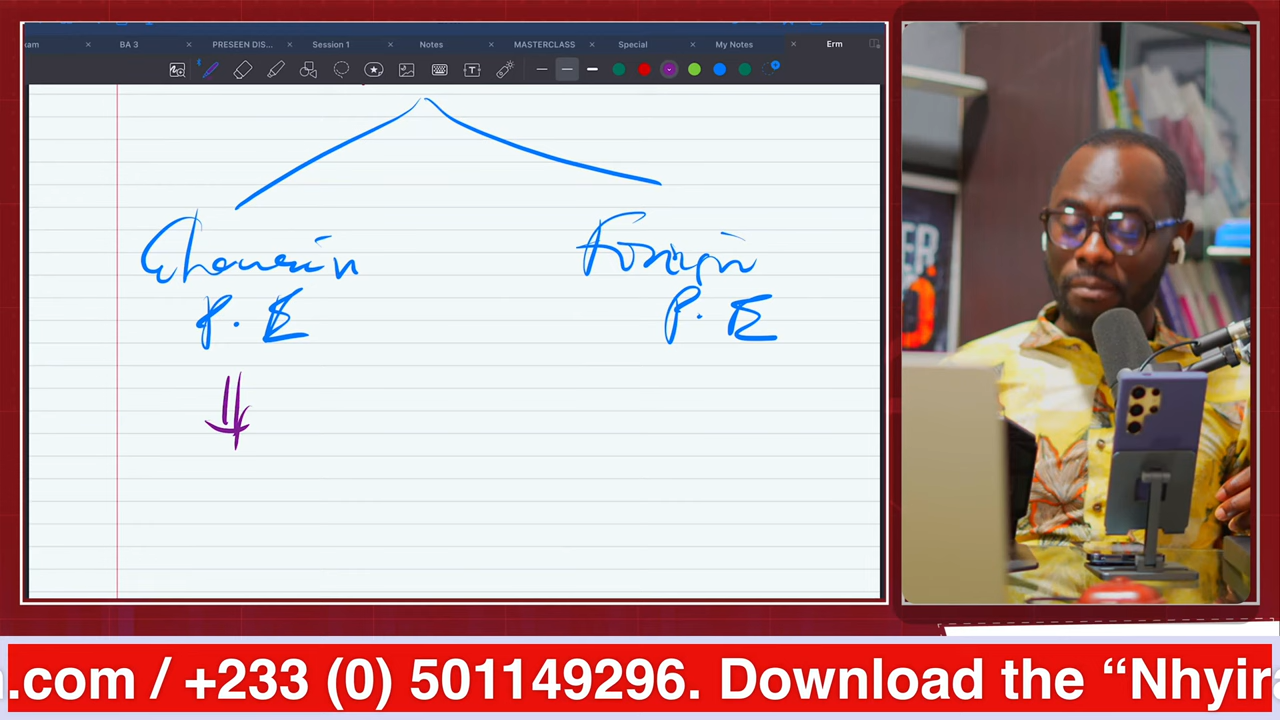 am
BA 3
PRESEEN DIS...
Session 1
Notes
MASTERCLASS
Special
My Notes
Erm
T
Ghanaian
P.E
Foreign
P.E
.com / +233 (0) 501149296. Download the “Nhyir